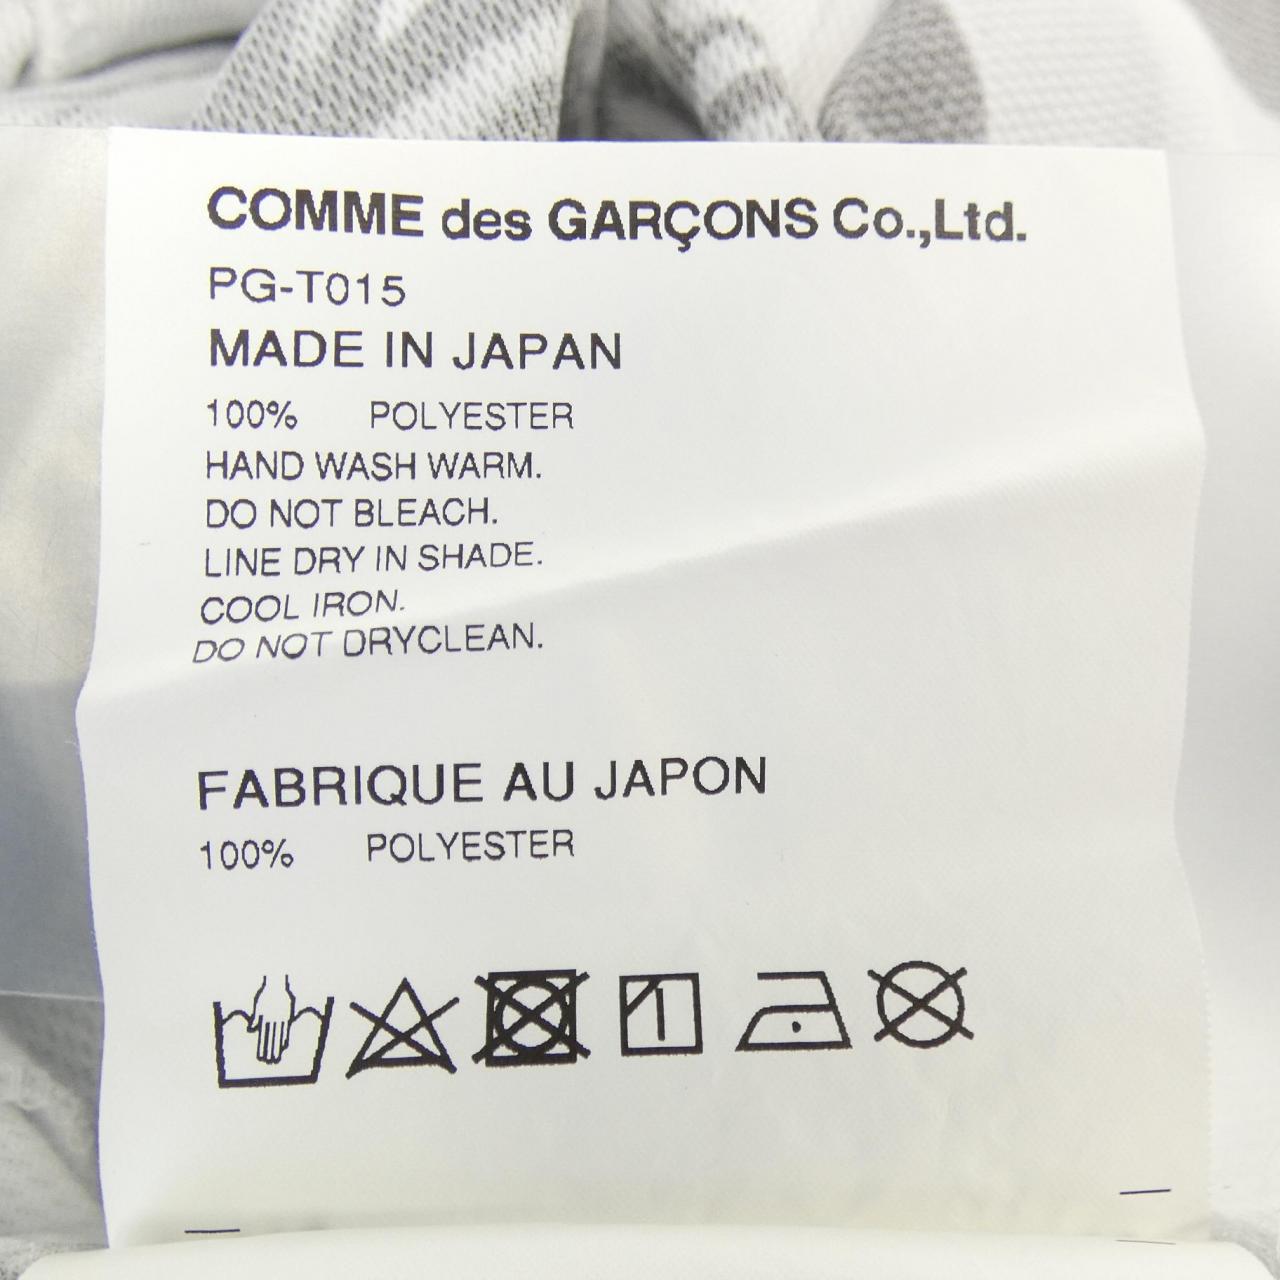 COMME des GARÇONS Co.,Ltd.
PG-T015
MADE IN JAPAN
100% POLYESTER
HAND WASH WARM.
DO NOT BLEACH.
LINE DRY IN SHADE.
COOL IRON.
DO NOT DRYCLEAN.
FABRIQUE AU JAPON
100% POLYESTER